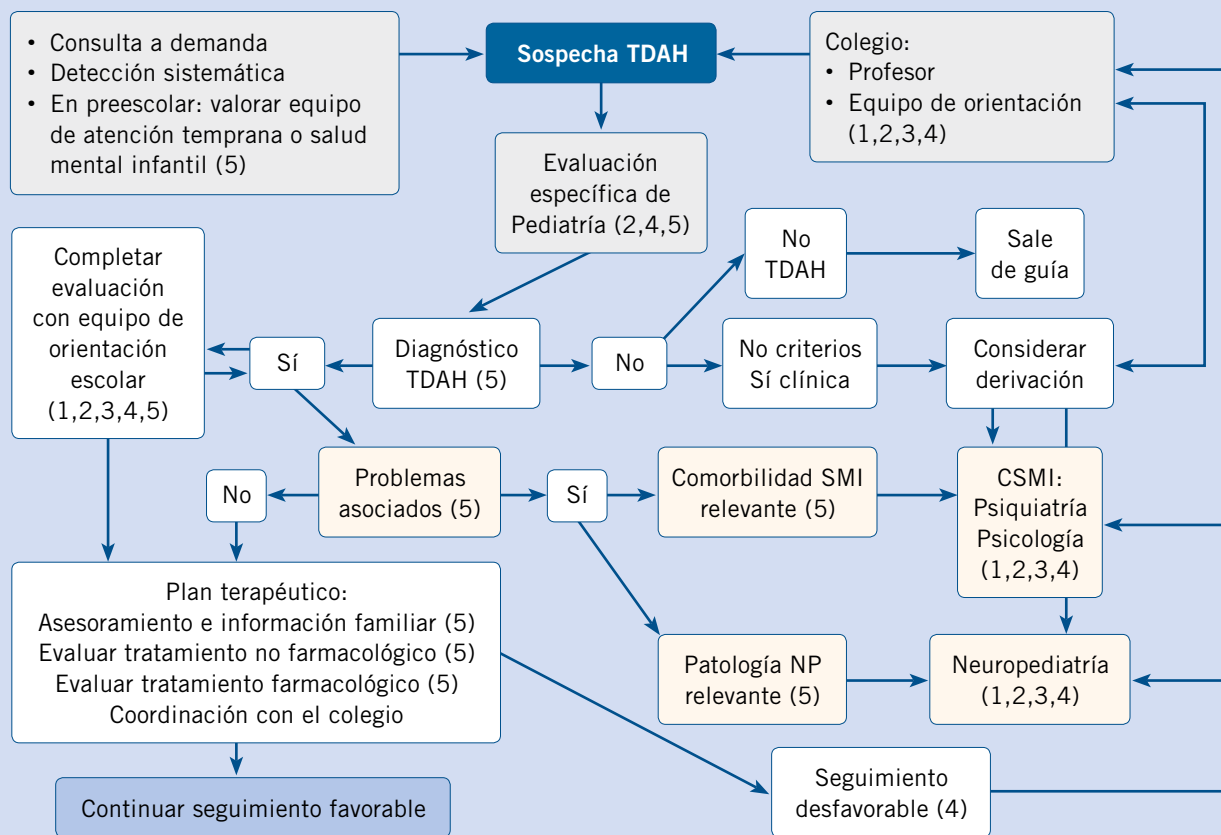 • Consulta a demanda
• Detección sistemática
• En preescolar: valorar equipo
de atención temprana o salud
mental infantil (5)
Sospecha TDAH
Colegio:
• Profesor
• Equipo de orientación
(1,2,3,4)
Evaluación
específica de
Pediatría (2,4,5)
Completar
evaluación
con equipo de
orientación
escolar
(1,2,3,4,5)
No
TDAH
Sale
de guía
Sí
Diagnóstico
TDAH (5)
No
No criterios
Sí clínica
Considerar
derivación
No
Problemas
asociados (5)
Sí
Comorbilidad SMI
relevante (5)
CSMI:
Psiquiatría
Psicología
(1,2,3,4)
Plan terapéutico:
Asesoramiento e información familiar (5)
Evaluar tratamiento no farmacológico (5)
Evaluar tratamiento farmacológico (5)
Coordinación con el colegio
Patología NP
relevante (5)
Neuropediatría
(1,2,3,4)
Continuar seguimiento favorable
Seguimiento
desfavorable (4)